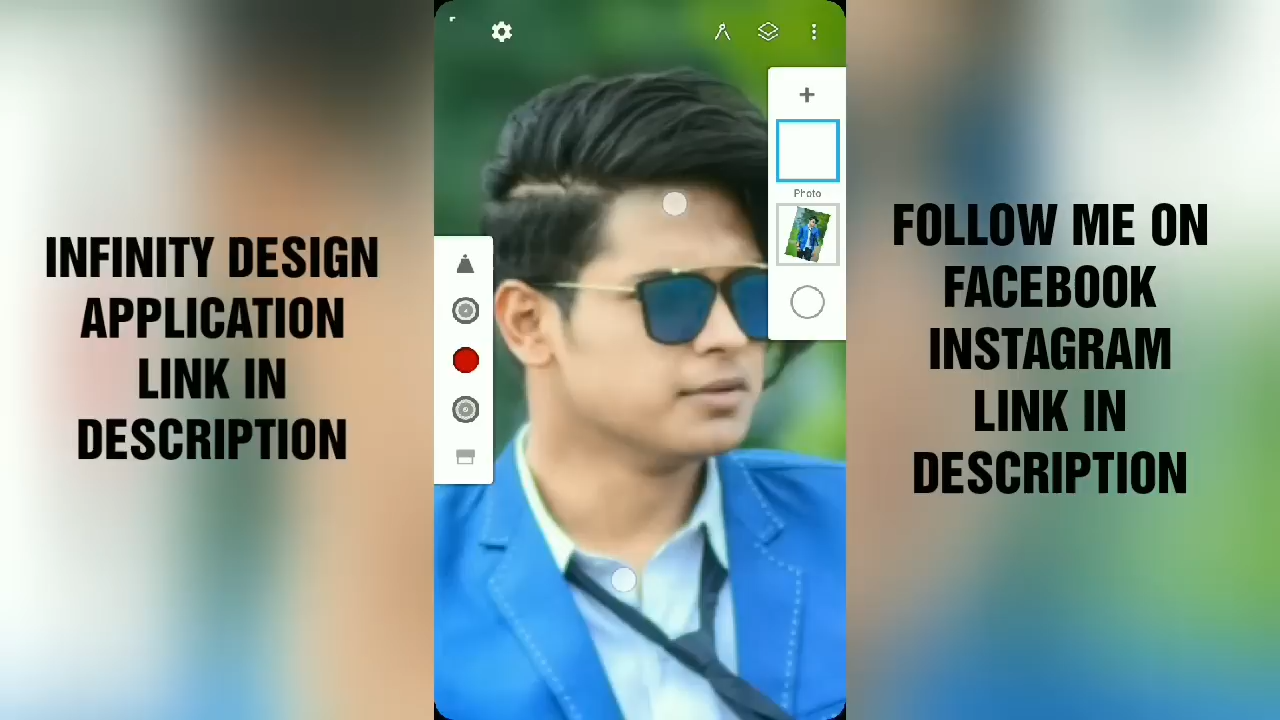 INFINITY DESIGN
APPLICATION
LINK IN
DESCRIPTION
Photo
FOLLOW ME ON
FACEBOOK
INSTAGRAM
LINK IN
DESCRIPTION